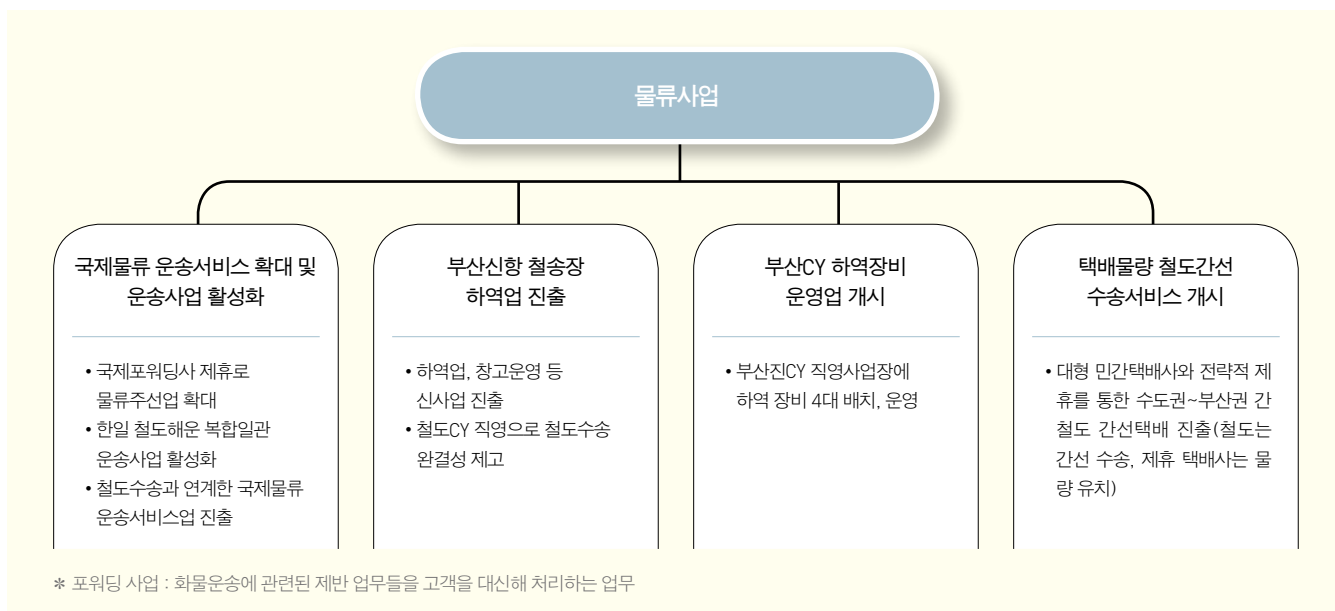 물류사업
국제물류 운송서비스 확대 및
운송사업 활성화
• 국제포워딩사 제휴로
물류주선업 확대
• 한일 철도해운 복합일관
운송사업 활성화
• 철도수송과 연계한 국제물류
운송서비스업 진출
부산신항 철송장
하역업 진출
• 하역업, 창고운영 등
신사업 진출
• 철도CY 직영으로 철도수송
완결성 제고
부산CY 하역장비
운영업 개시
• 부산진CY 직영사업장에
하역 장비 4대 배치, 운영
택배물량 철도간선
수송서비스 개시
• 대형 민간택배사와 전략적 제
휴를 통한 수도권~부산권 간
철도 간선택배 진출(철도는
간선 수송, 제휴 택배사는 물
량 유치)
* 포워딩 사업 : 화물운송에 관련된 제반 업무들을 고객을 대신해 처리하는 업무